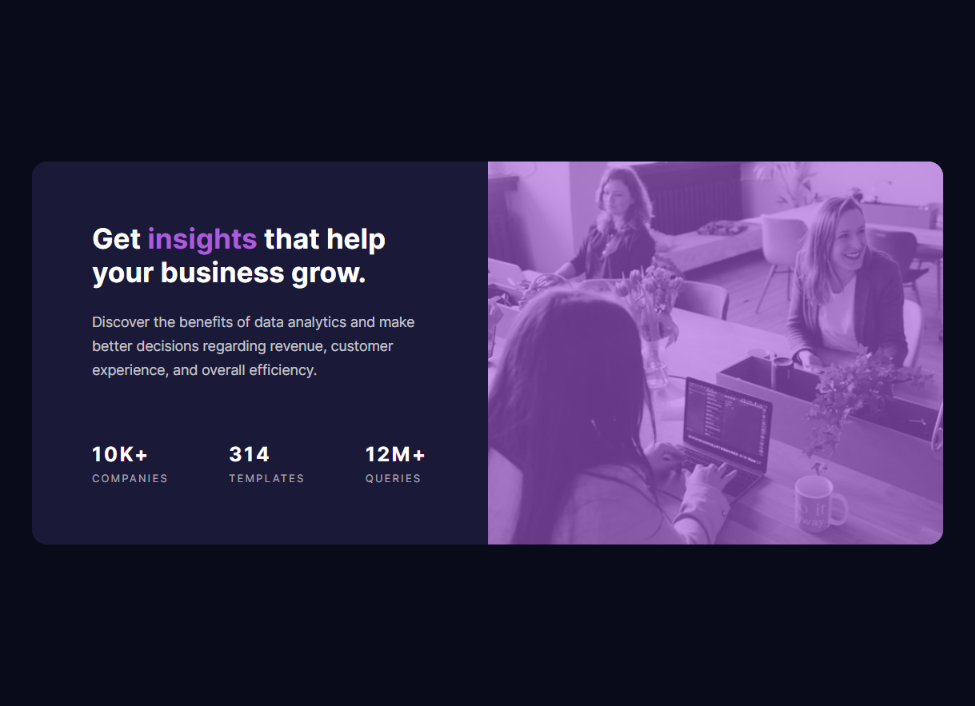 Get insights that help
your business grow.
Discover the benefits of data analytics and make
better decisions regarding revenue, customer
experience, and overall efficiency.
10K+ 314 12M+
COMPANIES TEMPLATES QUERIES